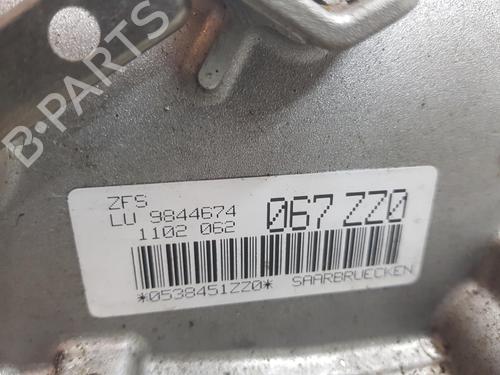 B-PARTS
ZFS
LU 9844674
1102 062
067 ZZ0
*0538451ZZ0* SAARBRUECKEN